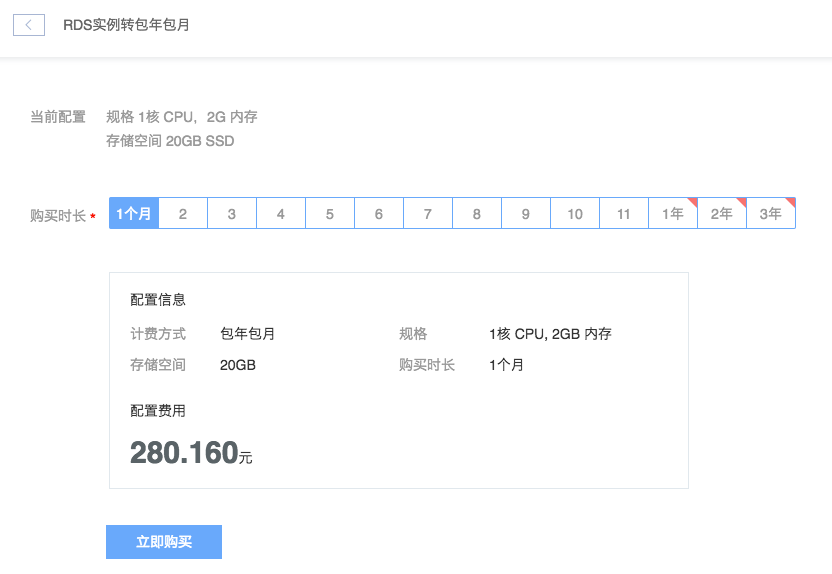 RDS实例转包年包月
当前配置 规格 1核 CPU, 2G 内存
存储空间 20GB SSD
购买时长 * 1个月 2 3 4 5 6 7 8 9 10 11 1年 2年 3年
配置信息
计费方式 包年包月 规格 1核 CPU, 2GB 内存
存储空间 20GB 购买时长 1个月
配置费用
280.160元
立即购买